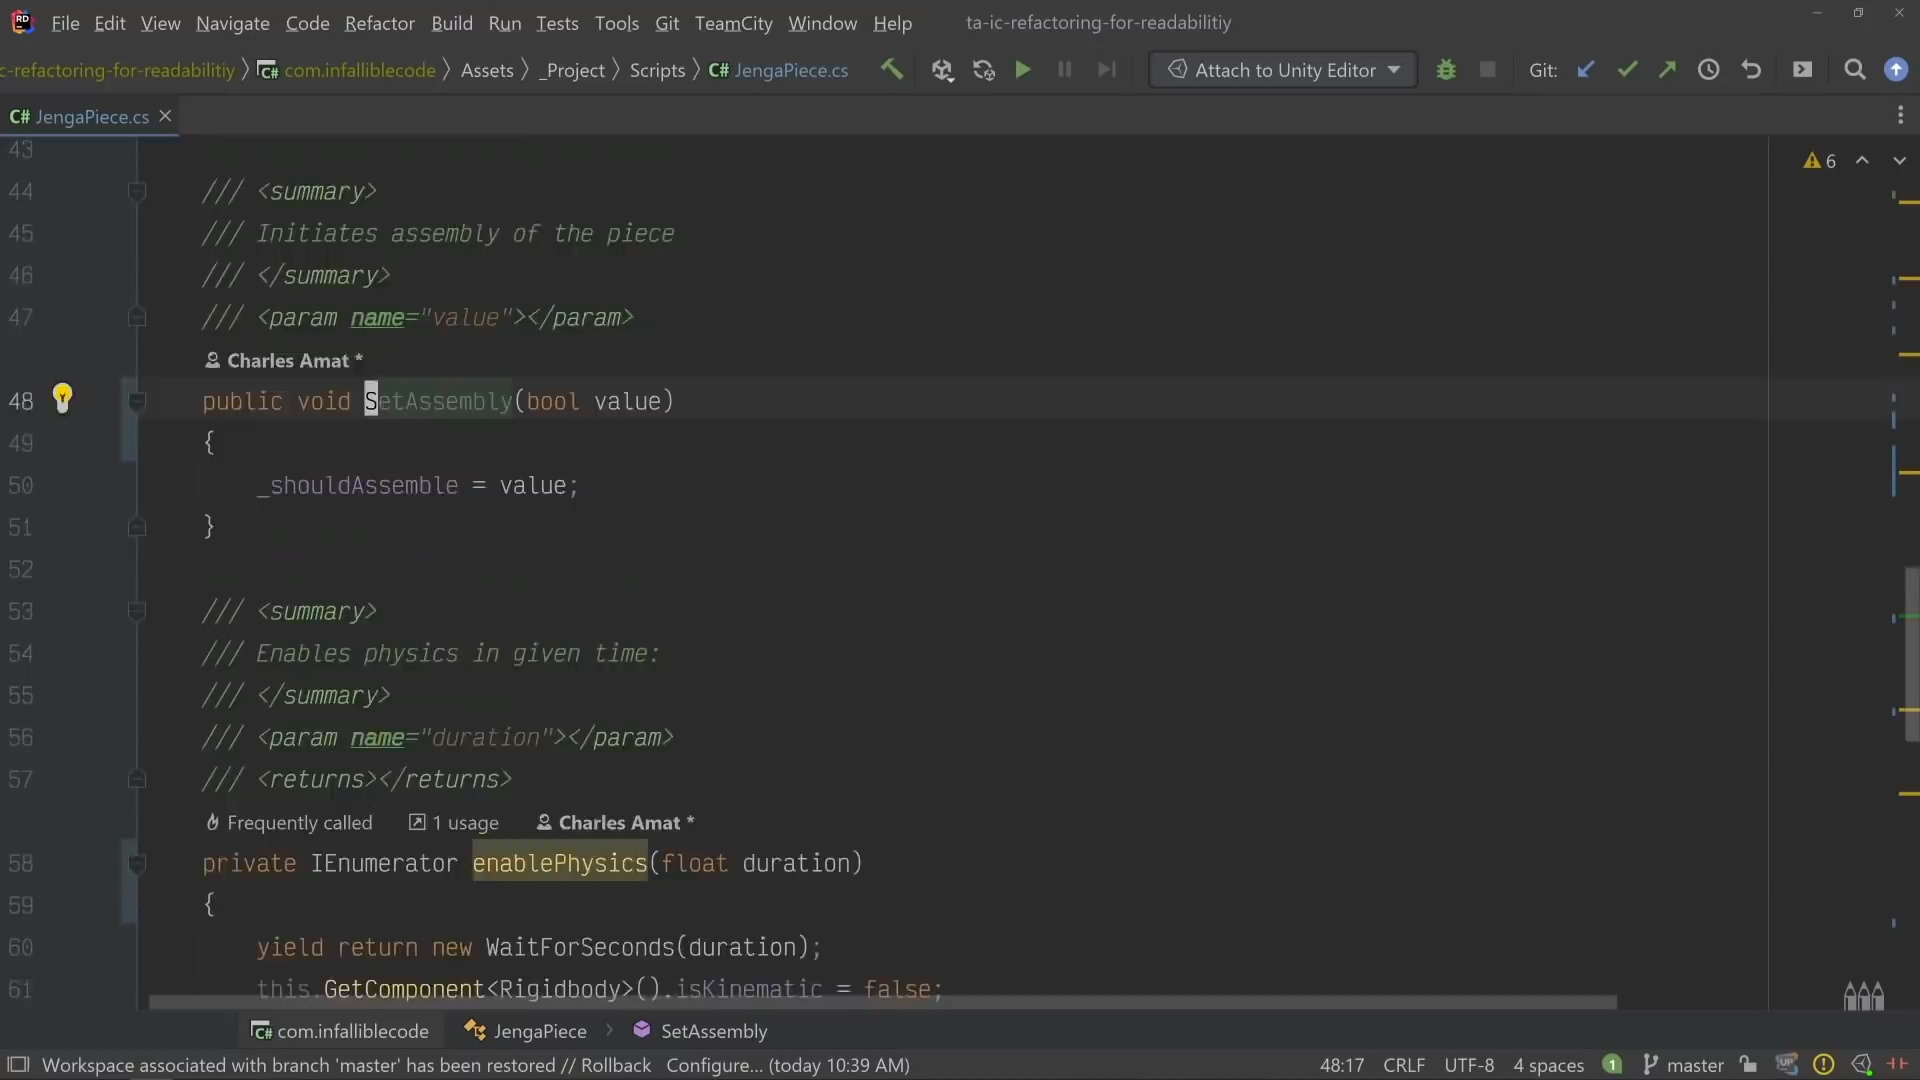 File Edit View Navigate Code Refactor Build Run Tests Tools Git TeamCity Window Help ta-ic-refactoring-for-readabilitiy
c-refactoring-for-readabilitiy com.infalliblecode Assets _Project Scripts C# JengaPiece.cs Attach to Unity Editor Git:
C# JengaPiece.cs
43
6
44 /// <summary>
45 /// Initiates assembly of the piece
46 /// </summary>
47 /// <param name="value"></param>
Charles Amat *
48 public void SetAssembly(bool value)
49 {
50 _shouldAssemble = value;
51 }
52
53 /// <summary>
54 /// Enables physics in given time:
55 /// </summary>
56 /// <param name="duration"></param>
57 /// <returns></returns>
Frequently called 1 usage Charles Amat *
58 private IEnumerator enablePhysics(float duration)
59 {
60 yield return new WaitForSeconds(duration);
61 this.GetComponent<Rigidbody>().isKinematic = false;
C# com.infalliblecode JengaPiece SetAssembly
Workspace associated with branch 'master' has been restored // Rollback Configure... (today 10:39 AM) 48:17 CRLF UTF-8 4 spaces 1 master